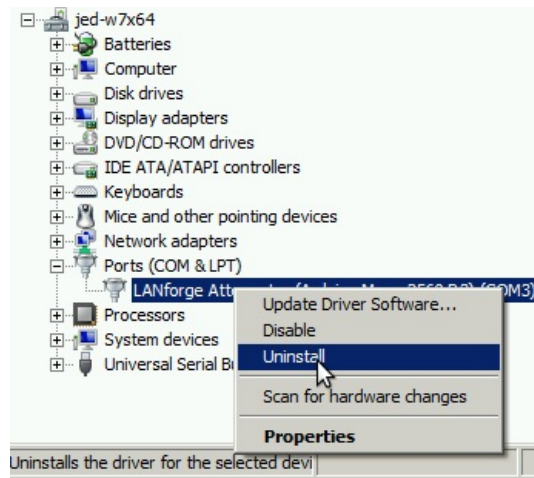 jed-w7x64
Batteries
Computer
Disk drives
Display adapters
DVD/CD-ROM drives
IDE ATA/ATAPI controllers
Keyboards
Mice and other pointing devices
Network adapters
Ports (COM & LPT)
LANforge (COM3)
Update Driver Software...
Processors
Disable
System devices
Uninstall
Universal Serial
Scan for hardware changes
Properties
Uninstalls the driver for the selected devi